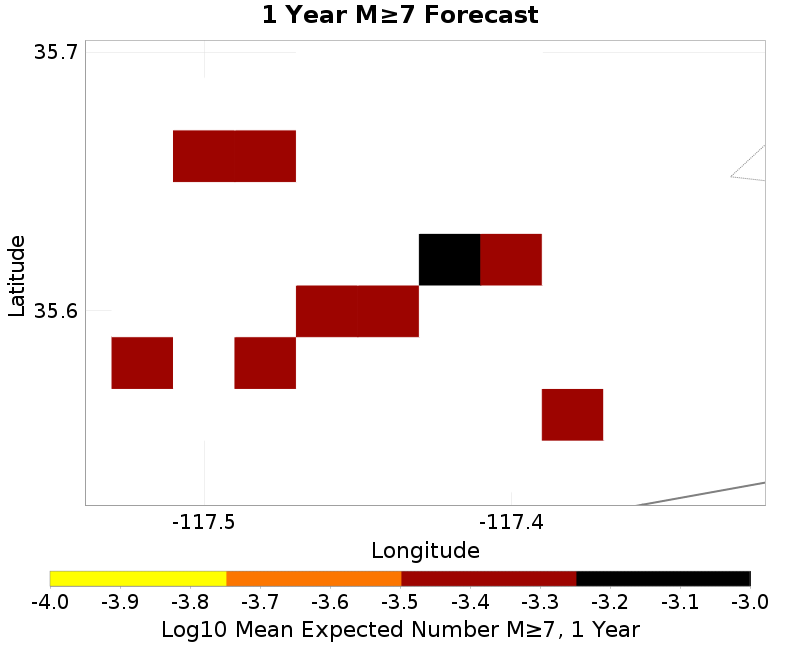 1 Year M≥7 Forecast
35.7
35.6
Latitude
-117.5 -117.4
Longitude
-4.0 -3.9 -3.8 -3.7 -3.6 -3.5 -3.4 -3.3 -3.2 -3.1 -3.0
Log10 Mean Expected Number M≥7, 1 Year